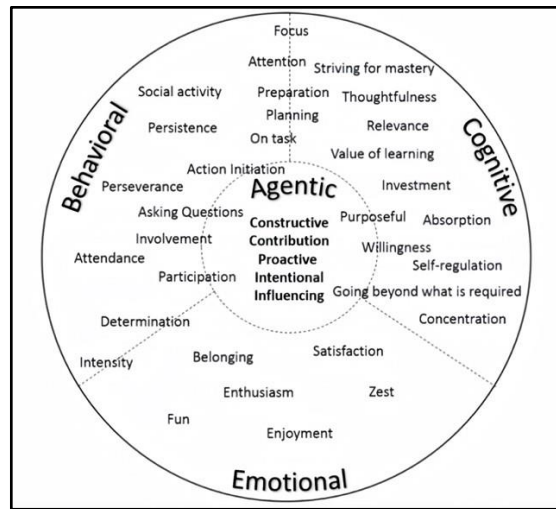 Focus
Attention
Striving for mastery
Social activity
Preparation
Thoughtfulness
Planning
Persistence
Relevance
On task
Value of learning
Behavioral
Cognitive
Action Initiation
Agentic
Perseverance
Investment
Asking Questions
Constructive
Purposeful
Absorption
Contribution
Involvement
Willingness
Attendance
Proactive
Self-regulation
Participation
Intentional
Going beyond what is required
Influencing
Determination
Concentration
Intensity
Belonging
Satisfaction
Enthusiasm
Zest
Fun
Enjoyment
Emotional